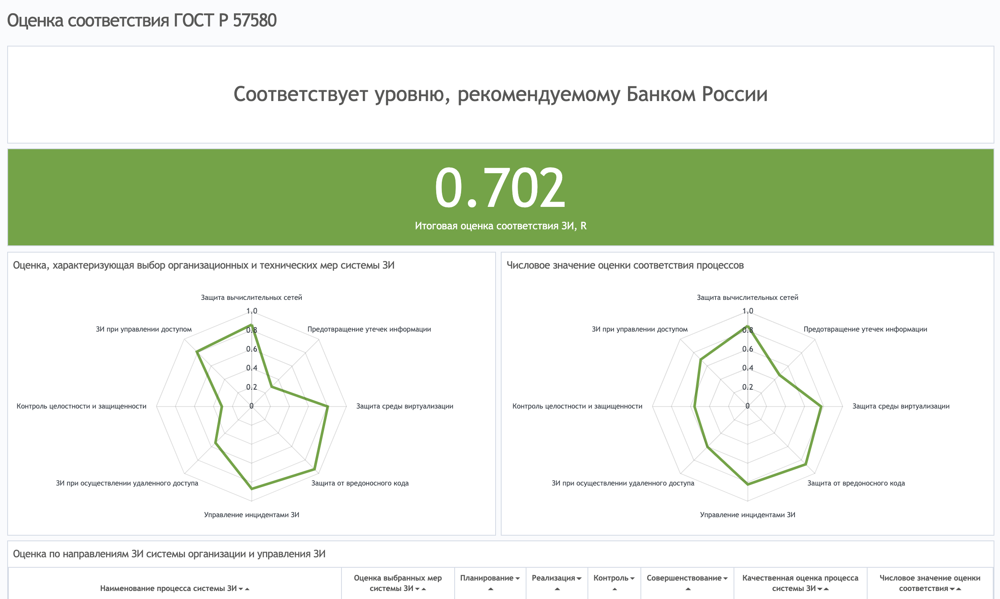 Оценка соответствия ГОСТ Р 57580
Соответствует уровню, рекомендуемому Банком России
0.702
Итоговая оценка соответствия ЗИ, R
Оценка, характеризующая выбор организационных и технических мер системы ЗИ
Защита вычислительных сетей
1.0
ЗИ при управлении доступом
0.8
Предотвращение утечек информации
0.6
0.4
0.2
Контроль целостности и защищенности
0
Защита среды виртуализации
ЗИ при осуществлении удаленного доступа
Защита от вредоносного кода
Управление инцидентами ЗИ
Числовое значение оценки соответствия процессов
Защита вычислительных сетей
1.0
ЗИ при управлении доступом
0.8
Предотвращение утечек информации
0.6
0.4
0.2
Контроль целостности и защищенности
0
Защита среды виртуализации
ЗИ при осуществлении удаленного доступа
Защита от вредоносного кода
Управление инцидентами ЗИ
Оценка по направлениям ЗИ системы организации и управления ЗИ
Наименование процесса системы ЗИ
Оценка выбранных мер
системы ЗИ
Планирование
Реализация
Контроль
Совершенствование
Качественная оценка процесса
системы ЗИ
Числовое значение оценки
соответствия